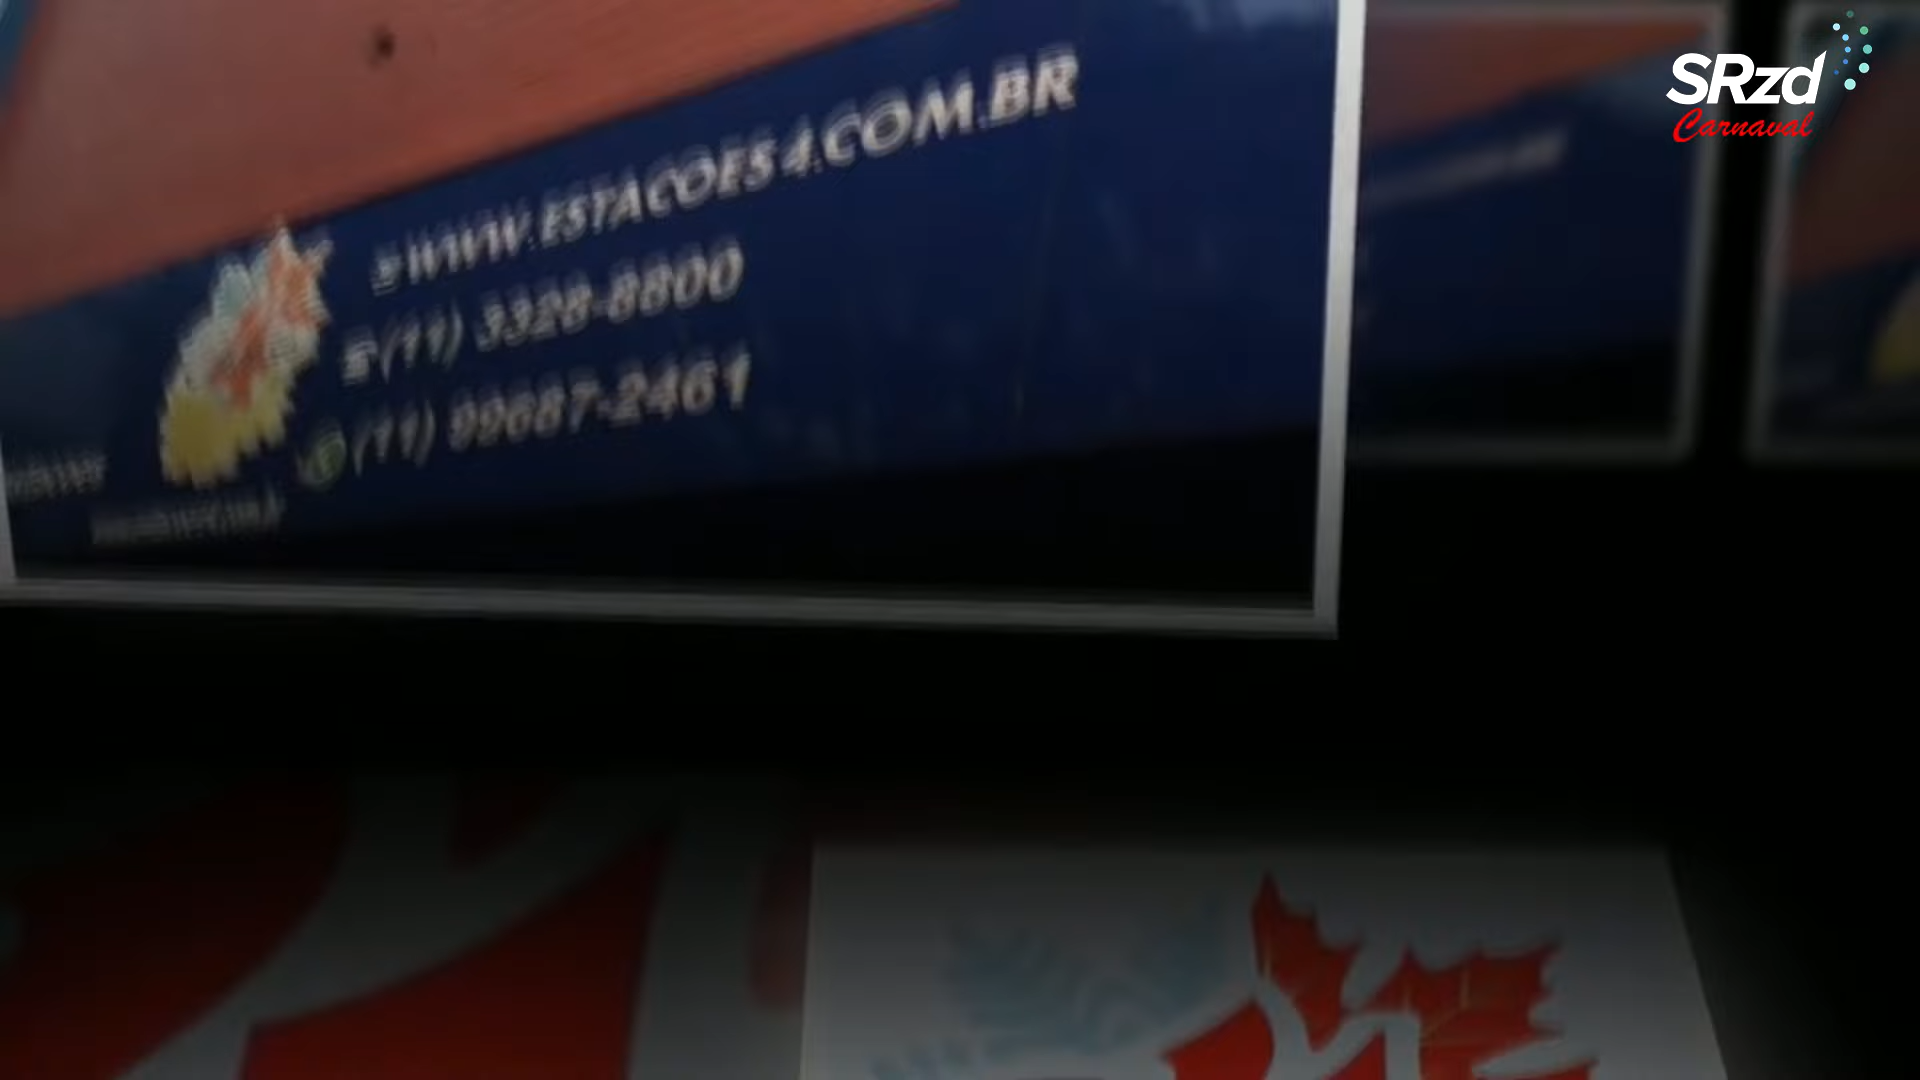 SRzd
Carnaval
WWW.ESTACOES4.COM.BR
(11) 3328-8800
(11) 99687-2461